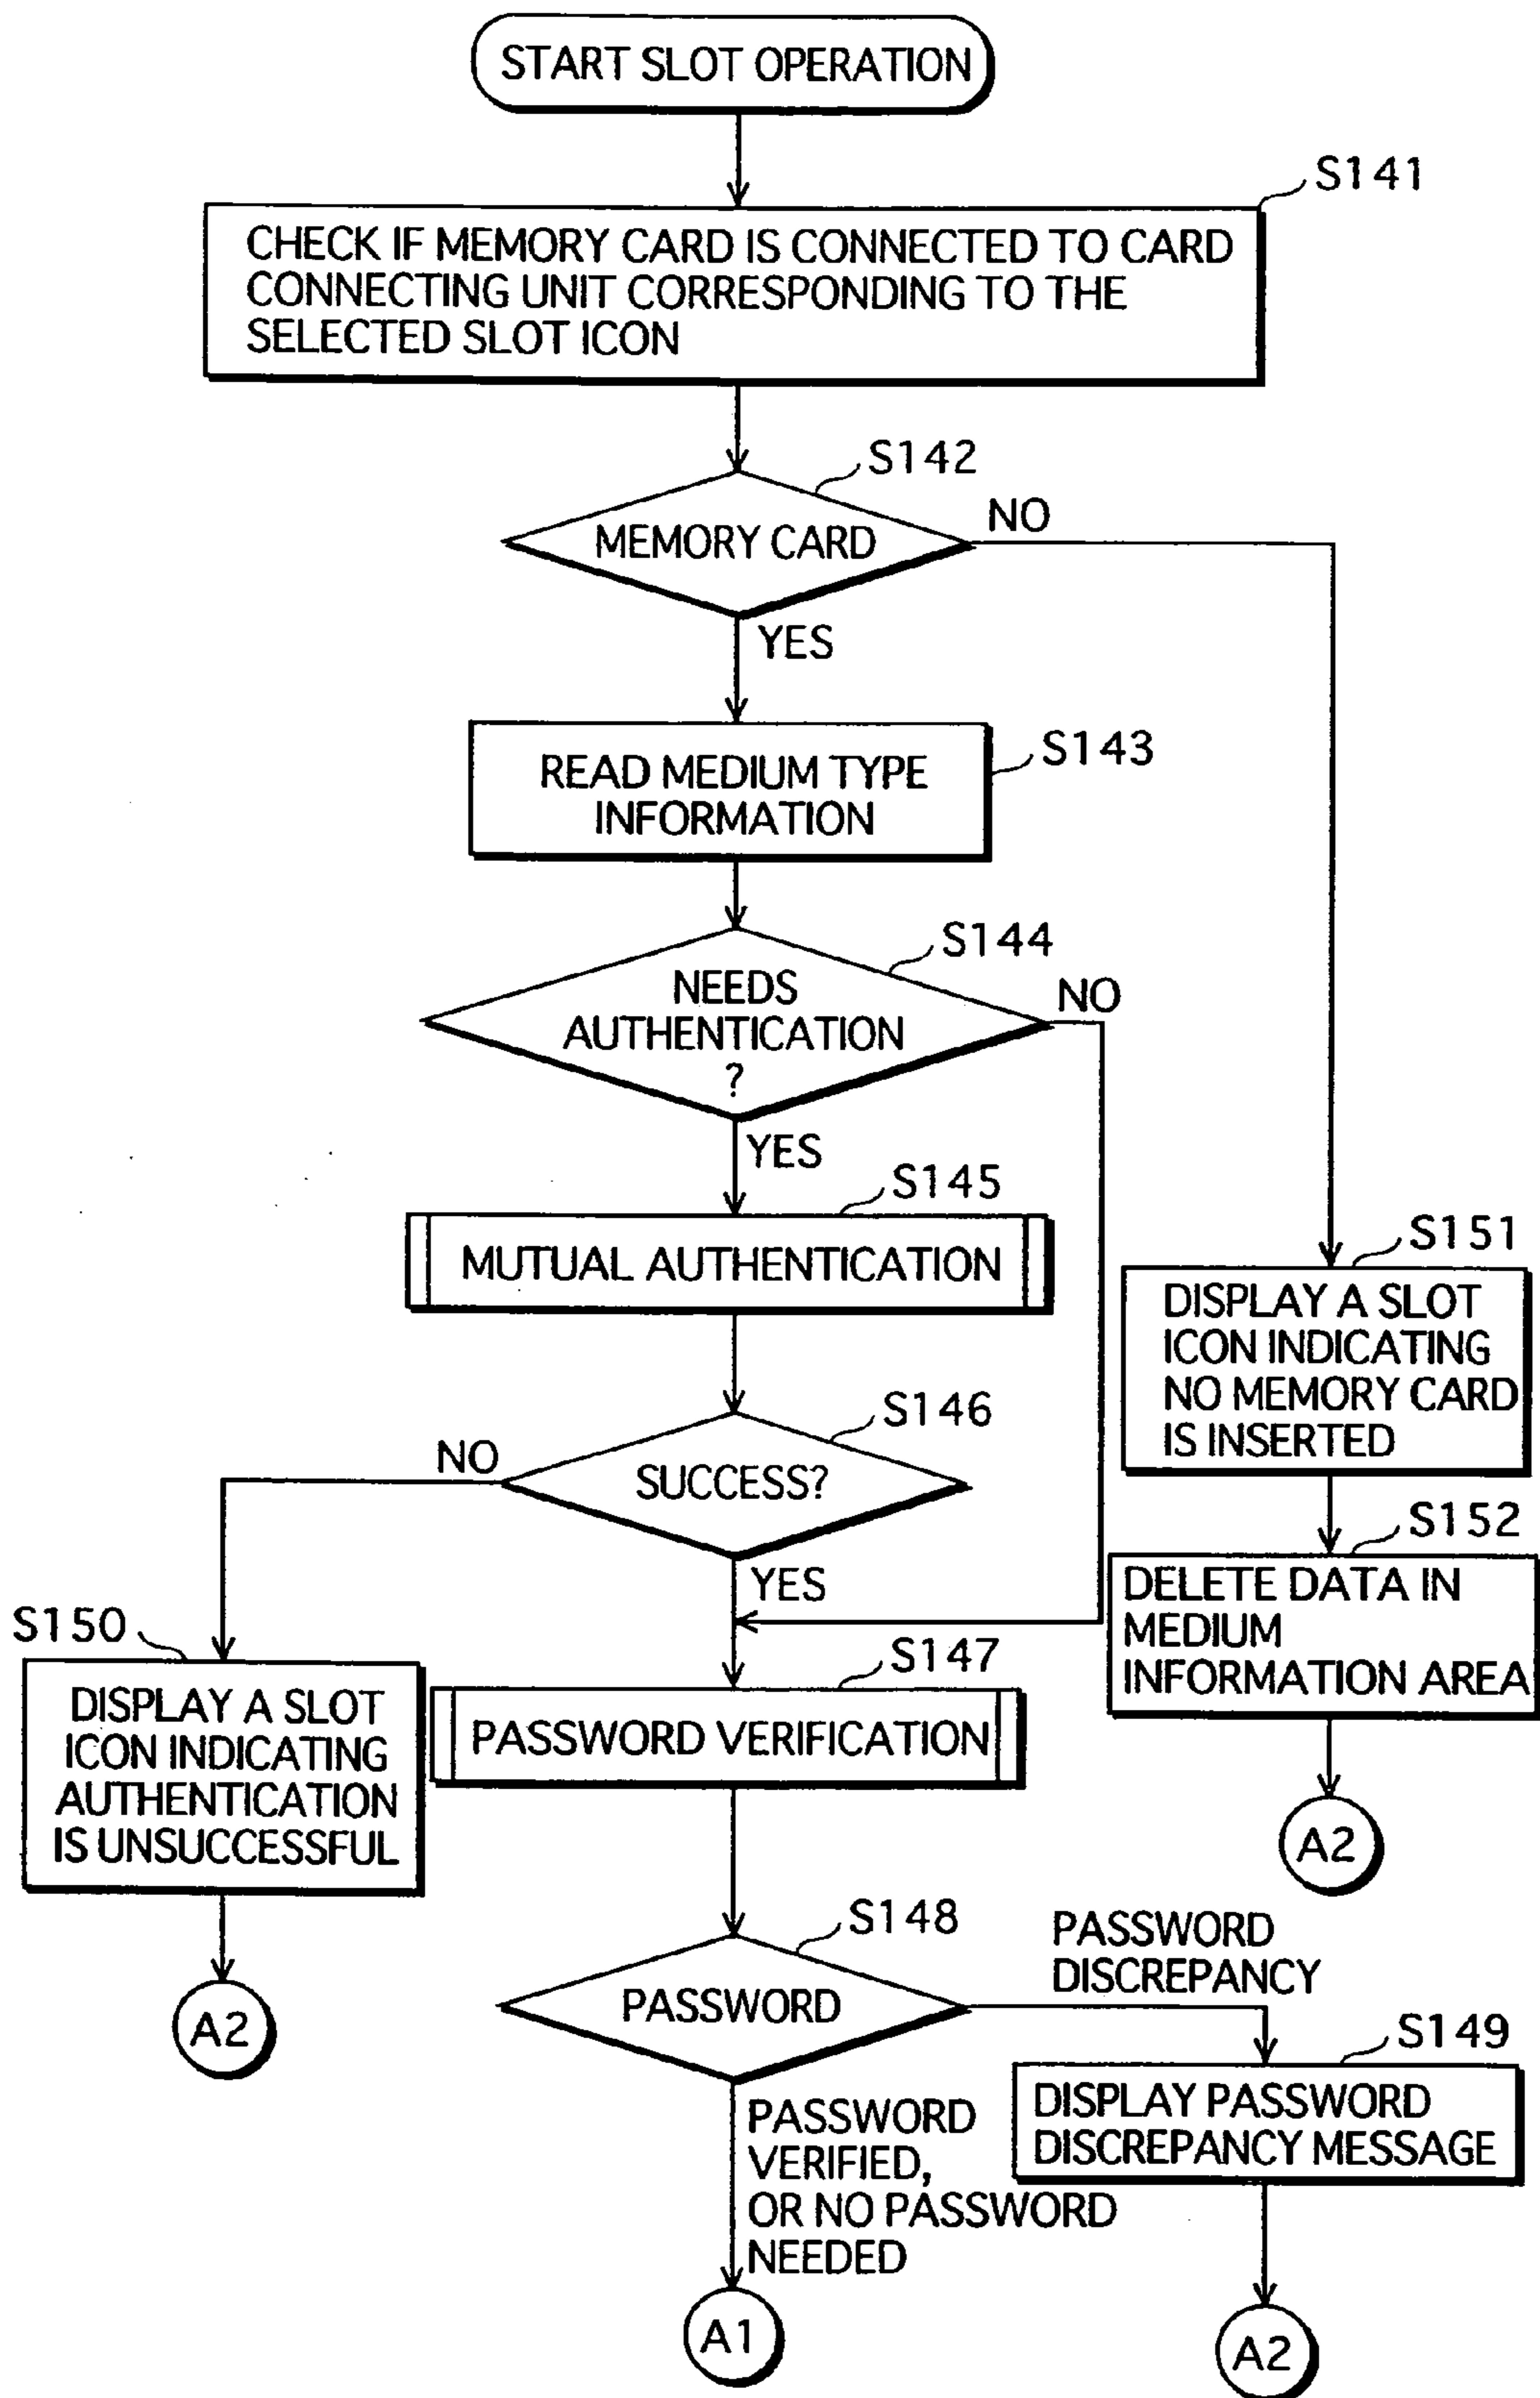 START SLOT OPERATION
S141
CHECK IF MEMORY CARD IS CONNECTED TO CARD
CONNECTING UNIT CORRESPONDING TO THE
SELECTED SLOT ICON
S142
MEMORY CARD
NO
YES
S143
READ MEDIUM TYPE
INFORMATION
S144
NEEDS
AUTHENTICATION
?
NO
YES
S145
MUTUAL AUTHENTICATION
S146
SUCCESS?
NO
YES
S151
DISPLAY A SLOT
ICON INDICATING
NO MEMORY CARD
IS INSERTED
S152
DELETE DATA IN
MEDIUM
INFORMATION AREA
A2
S150
DISPLAY A SLOT
ICON INDICATING
AUTHENTICATION
IS UNSUCCESSFUL
A2
S147
PASSWORD VERIFICATION
S148
PASSWORD
PASSWORD
DISCREPANCY
S149
DISPLAY PASSWORD
DISCREPANCY MESSAGE
A2
PASSWORD
VERIFIED,
OR NO PASSWORD
NEEDED
A1